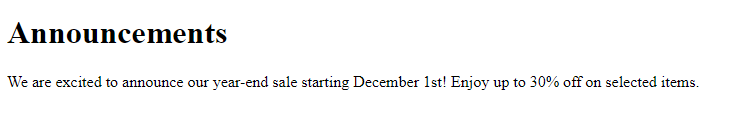 Announcements
We are excited to announce our year-end sale starting December 1st! Enjoy up to 30% off on selected items.